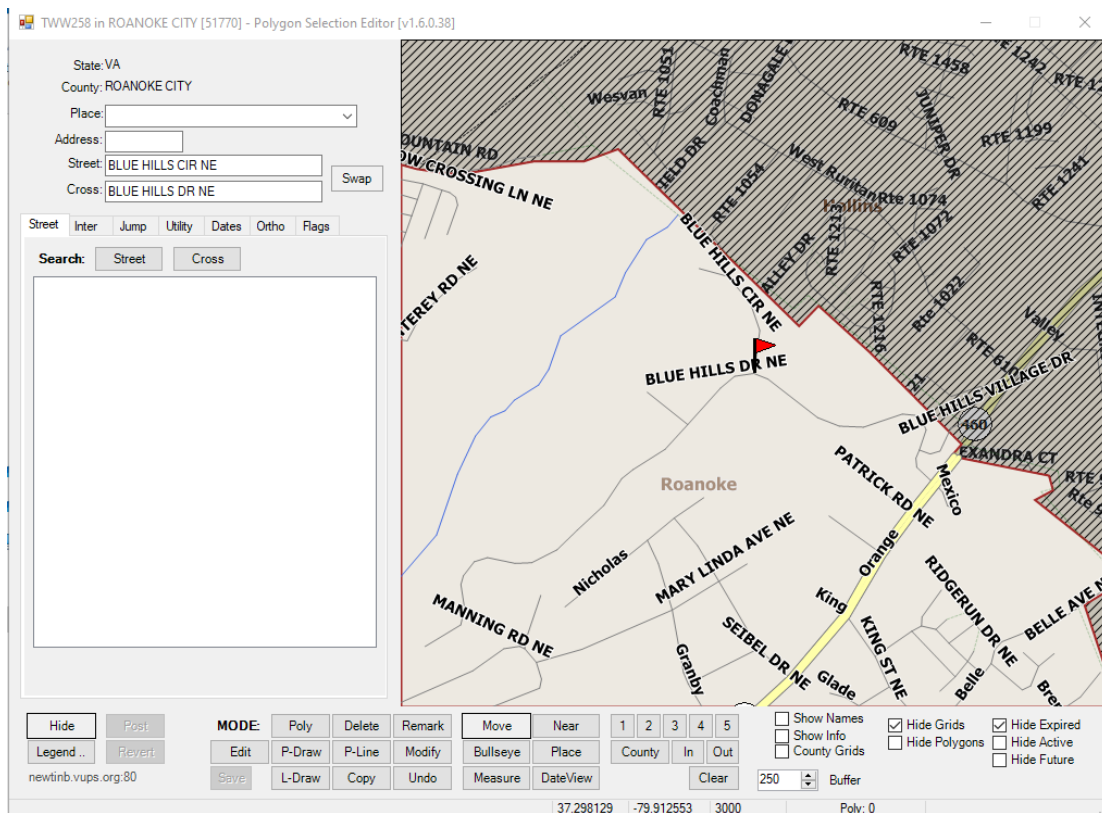 TWW258 in ROANOKE CITY [51770] - Polygon Selection Editor [v1.6.0.38]
State: VA
County: ROANOKE CITY
Place:
Address:
Street: BLUE HILLS CIR NE
Cross: BLUE HILLS DR NE
Swap
Street Inter Jump Utility Dates Ortho Flags
Search: Street Cross
RTE 1051
Coachman
DONAGALE
RTE 1458
RTE 1242
RTE 12
Wesvan
RTE 609
JUNIPER DR
RTE 1199
OUNTAIN RD
OW CROSSING LN NE
IELD DR
RTE 1054
West Ruritan
Rte 1074
Hollins
RTE 1241
RTE 1213
RTE 1072
BLUE HILLS CIR NE
ALLEY DR
NTEREY RD NE
RTE 1216
Rte 1022
Valley
RTE 610
BLUE HILLS DR NE
21
BLUE HILLS VILLAGE DR
460
EXANDRA CT
PATRICK RD NE
Mexico
RTE
Rte 9
Roanoke
Orange
Nicholas
MARY LINDA AVE NE
RIDGERUN DR NE
BELLE AVE N
MANNING RD NE
King
SEIBEL DR NE
KING ST NE
Granby
Glade
Belle
Bren
Hide Post MODE: Poly Delete Remark Move Near 1 2 3 4 5
Show Names
Show Info
County Grids
Hide Grids
Hide Polygons
Hide Expired
Hide Active
Hide Future
Legend .. Revert Edit P-Draw P-Line Modify Bullseye Place County In Out
newtinb.vups.org:80 Save L-Draw Copy Undo Measure DateView Clear 250 Buffer
37.298129 -79.912553 3000 Poly: 0